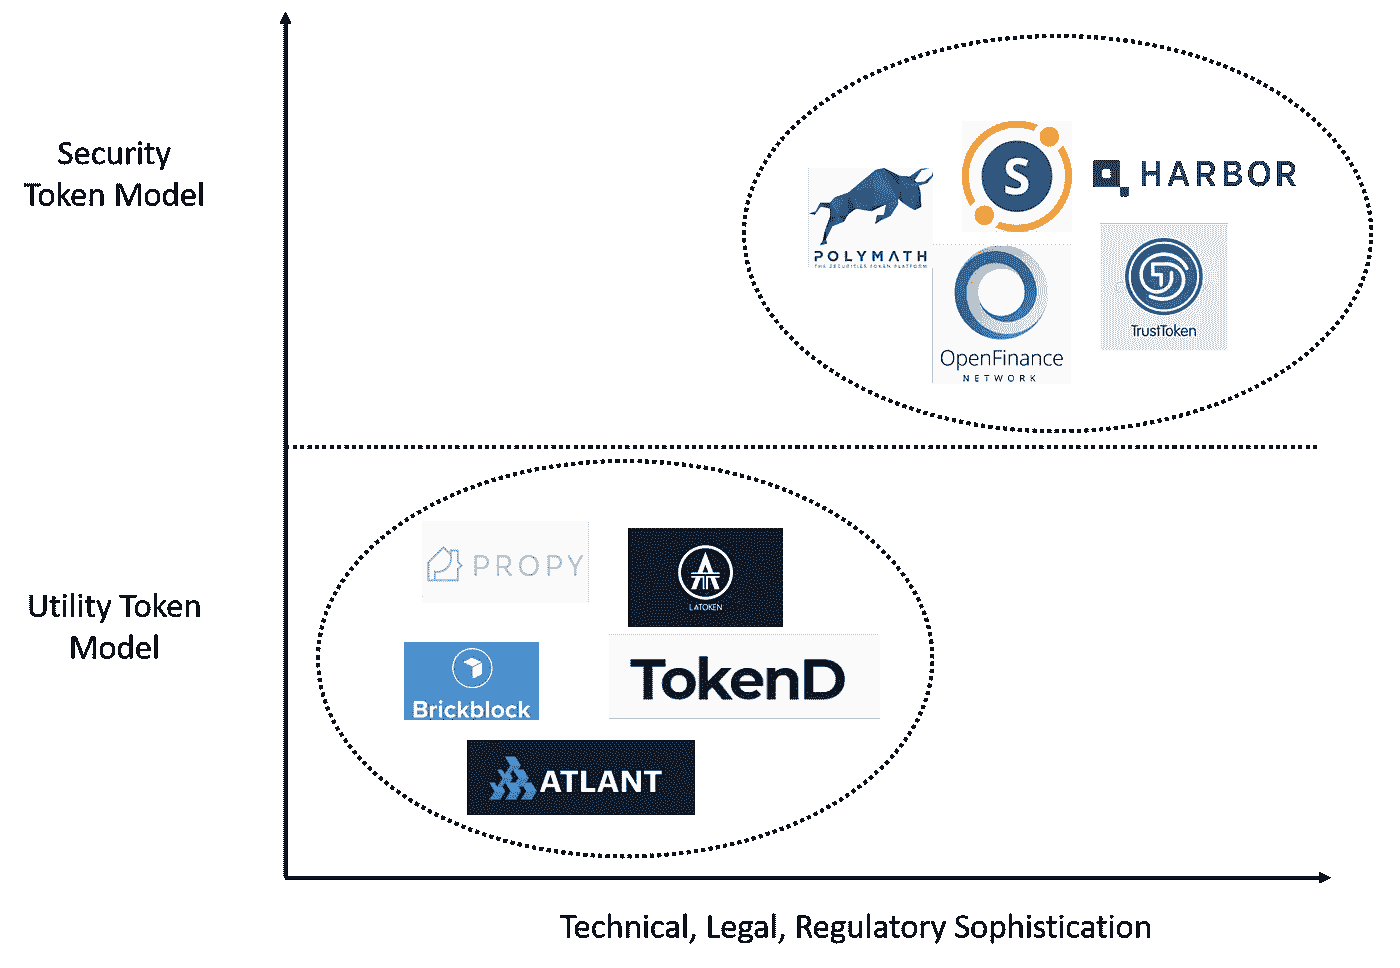 Security
Token Model
S
HARBOR
POLYMATH
THE SECURITIES TOKEN PLATFORM
TrustToken
OpenFinance
NETWORK
Utility Token
Model
PROPY
LATOKEN
Brickblock
TokenD
ATLANT
Technical, Legal, Regulatory Sophistication